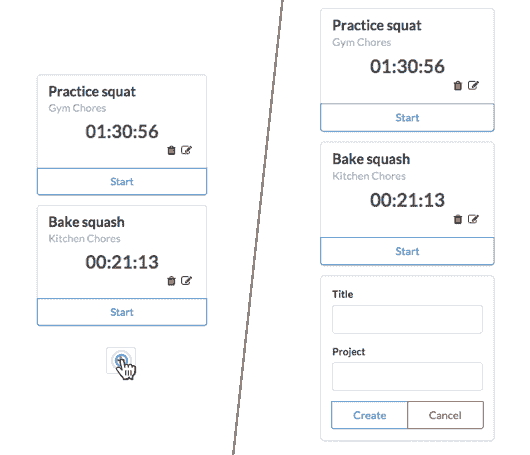 Practice squat
Gym Chores
01:30:56
Start
Bake squash
Kitchen Chores
00:21:13
Start
Practice squat
Gym Chores
01:30:56
Start
Bake squash
Kitchen Chores
00:21:13
Start
Title
Project
Create Cancel